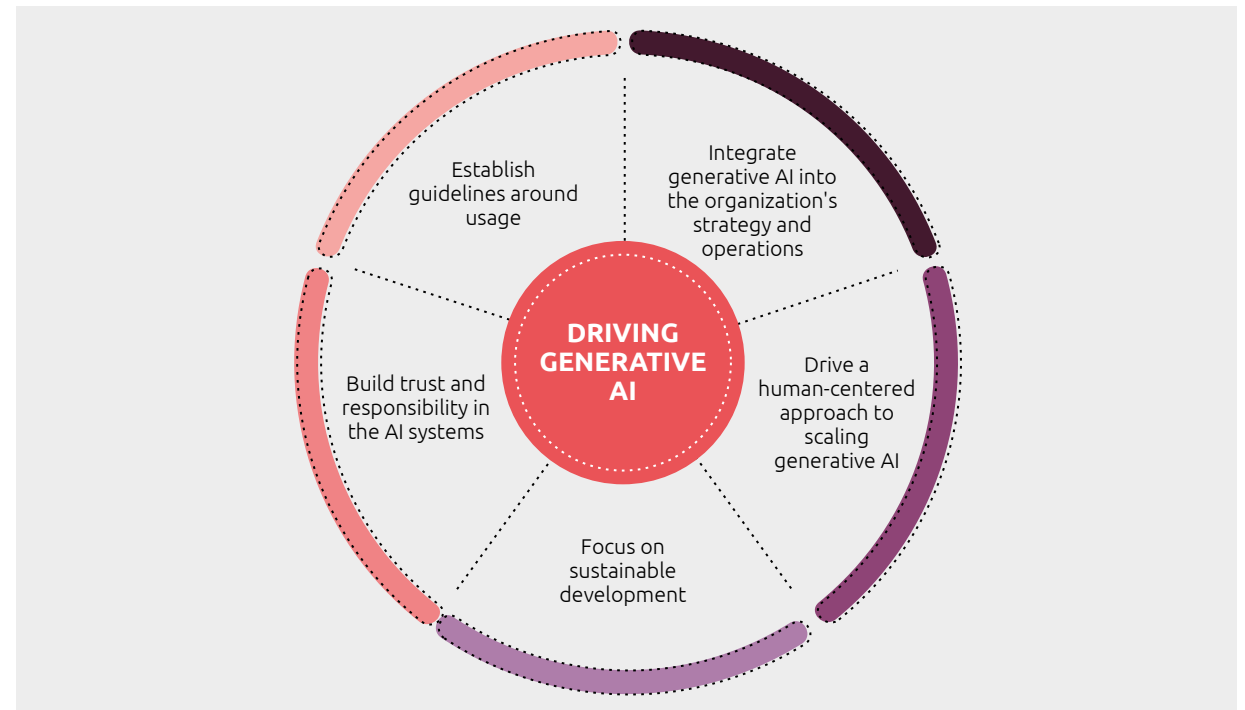 Establish
guidelines around
usage
Integrate
generative AI into
the organization's
strategy and
operations
DRIVING
GENERATIVE
AI
Build trust and
responsibility in
the AI systems
Drive a
human-centered
approach to
scaling
generative AI
Focus on
sustainable
development